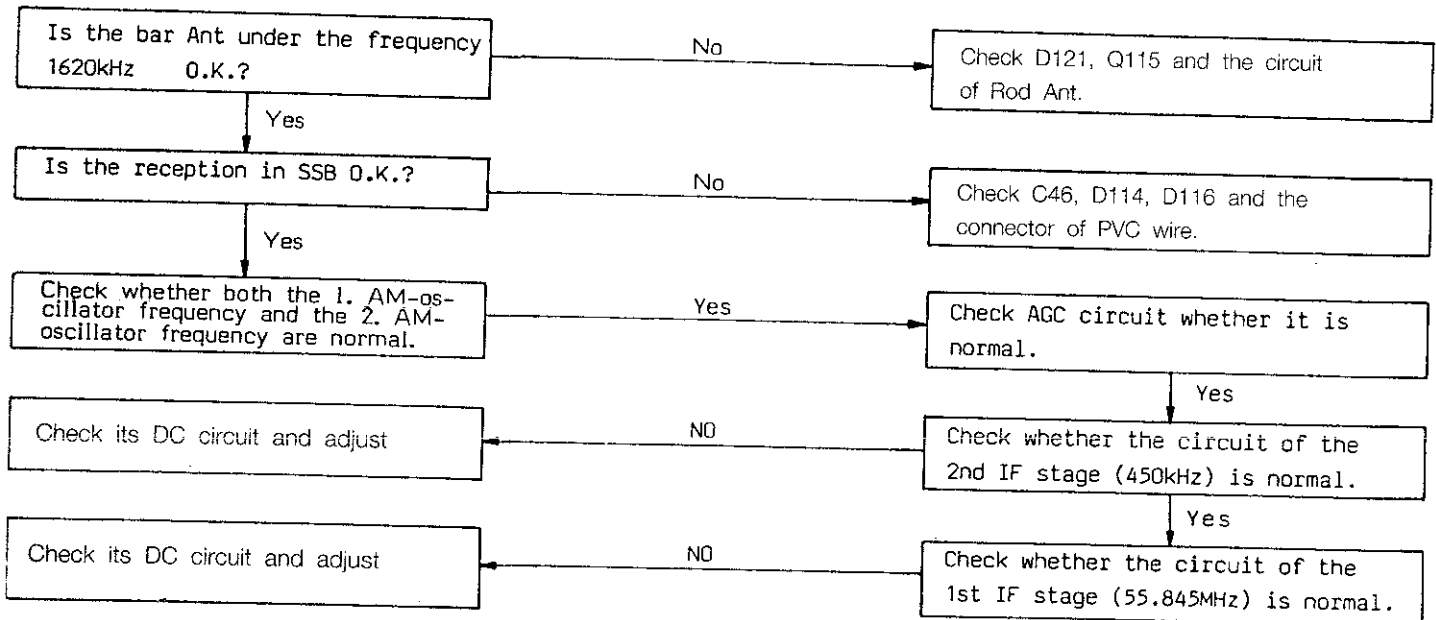 Is the bar Ant under the frequency
1620kHz O.K.?
No
Check D121, Q115 and the circuit
of Rod Ant.
Yes
Is the reception in SSB O.K.?
No
Check C46, D114, D116 and the
connector of PVC wire.
Yes
Check whether both the 1. AM-os-
cillator frequency and the 2. AM-
oscillator frequency are normal.
Yes
Check AGC circuit whether it is
normal.
Yes
Check its DC circuit and adjust
NO
Check whether the circuit of the
2nd IF stage (450kHz) is normal.
Yes
Check its DC circuit and adjust
NO
Check whether the circuit of the
1st IF stage (55.845MHz) is normal.